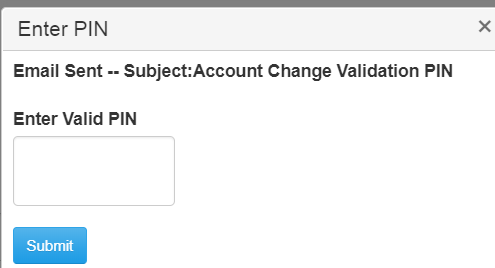 Enter PIN ×
Email Sent -- Subject:Account Change Validation PIN
Enter Valid PIN
Submit